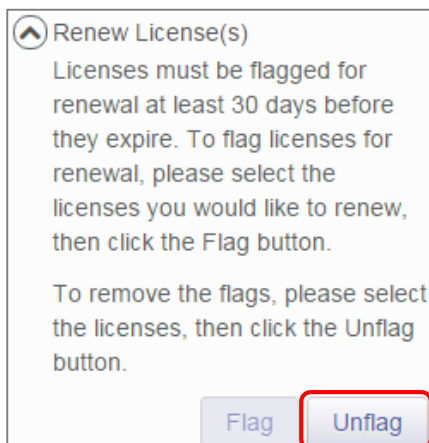 Renew License(s)
Licenses must be flagged for
renewal at least 30 days before
they expire. To flag licenses for
renewal, please select the
licenses you would like to renew,
then click the Flag button.
To remove the flags, please select
the licenses, then click the Unflag
button.
Flag Unflag